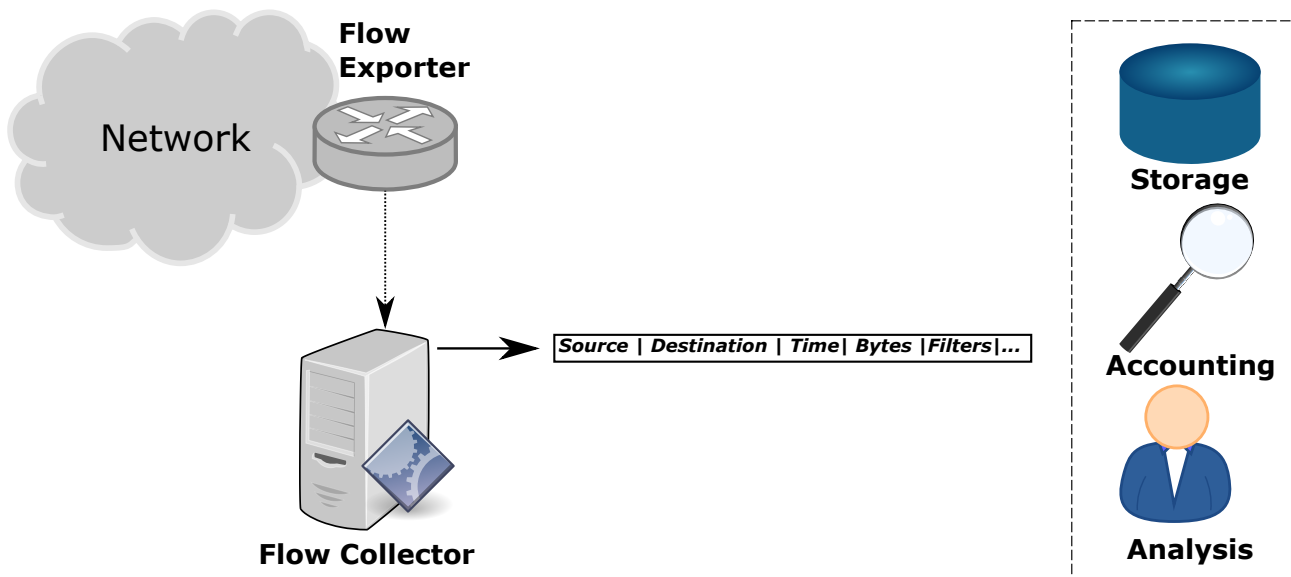 Flow
Exporter
Network
Storage
Source | Destination | Time| Bytes |Filters|...
Accounting
Flow Collector
Analysis